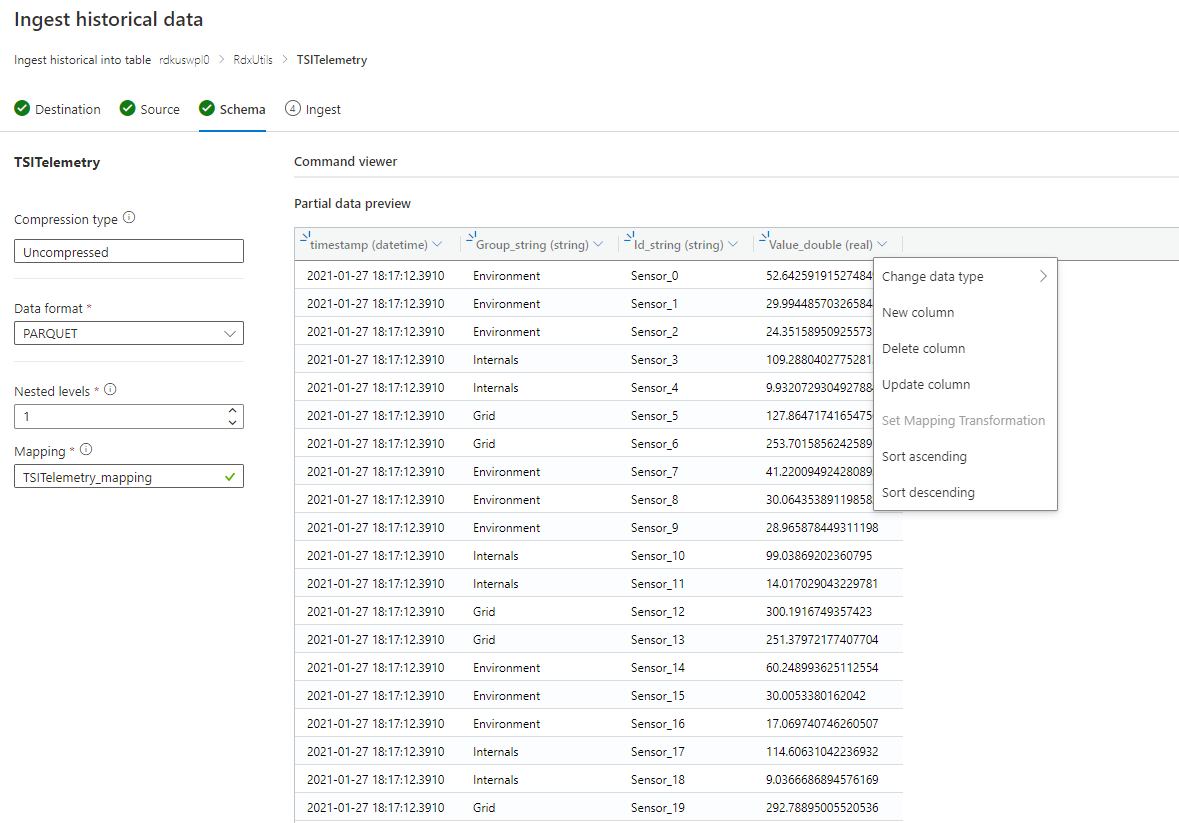 Ingest historical data
Ingest historical into table rdkuswpl0 > RdxUtils > TSITelemetry
Destination Source Schema 4 Ingest
TSITelemetry
Compression type
Uncompressed
Data format *
PARQUET
Nested levels *
1
Mapping *
TSITelemetry_mapping
Command viewer
Partial data preview
timestamp (datetime) Group_string (string) Id_string (string) Value_double (real)
2021-01-27 18:17:12.3910 Environment Sensor_0 52.6425919152748
2021-01-27 18:17:12.3910 Environment Sensor_1 29.99448570326584
2021-01-27 18:17:12.3910 Environment Sensor_2 24.35158950925573
2021-01-27 18:17:12.3910 Internals Sensor_3 109.288040277528
2021-01-27 18:17:12.3910 Internals Sensor_4 9.93207293049278
2021-01-27 18:17:12.3910 Grid Sensor_5 127.864717416547
2021-01-27 18:17:12.3910 Grid Sensor_6 253.7015856242589
2021-01-27 18:17:12.3910 Environment Sensor_7 41.22009492428089
2021-01-27 18:17:12.3910 Environment Sensor_8 30.0643538911985
2021-01-27 18:17:12.3910 Environment Sensor_9 28.965878449311198
2021-01-27 18:17:12.3910 Internals Sensor_10 99.03869202360795
2021-01-27 18:17:12.3910 Internals Sensor_11 14.017029043229781
2021-01-27 18:17:12.3910 Grid Sensor_12 300.1916749357423
2021-01-27 18:17:12.3910 Grid Sensor_13 251.37972177407704
2021-01-27 18:17:12.3910 Environment Sensor_14 60.248993625112554
2021-01-27 18:17:12.3910 Environment Sensor_15 30.0053380162042
2021-01-27 18:17:12.3910 Environment Sensor_16 17.069740746260507
2021-01-27 18:17:12.3910 Internals Sensor_17 114.60631042236932
2021-01-27 18:17:12.3910 Internals Sensor_18 9.0366686894576169
2021-01-27 18:17:12.3910 Grid Sensor_19 292.78895005520536
Change data type
New column
Delete column
Update column
Set Mapping Transformation
Sort ascending
Sort descending